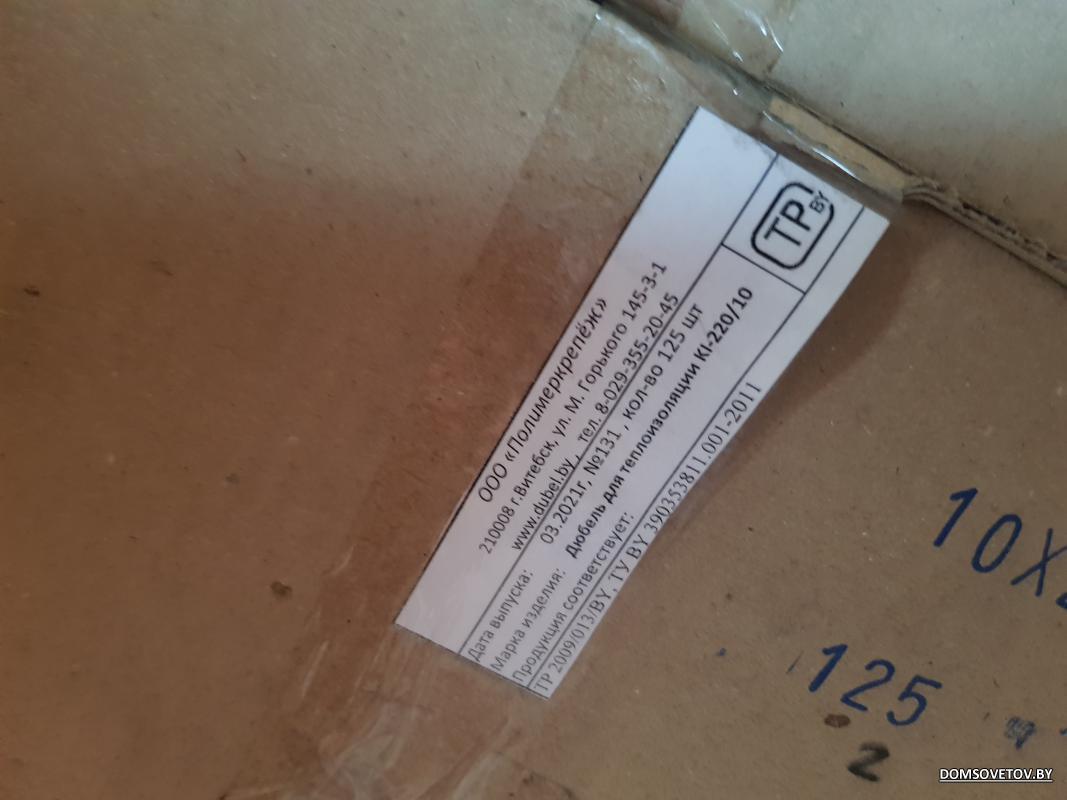 ООО «Полимеркрепёж»
210008 г.Витебск, ул. М. Горького 145-3-1
www.dubel.by, тел. 8-029-355-20-45
Дата выпуска: 03.2021г, №131 , кол-во 125 шт
Марка изделия: Дюбель для теплоизоляции KI-220/10
Продукция соответствует:
ТР 2009/013/BY, ТУ BY 390353811.001-2011
TP BY
10X
125
2
DOMSOVETOV.BY